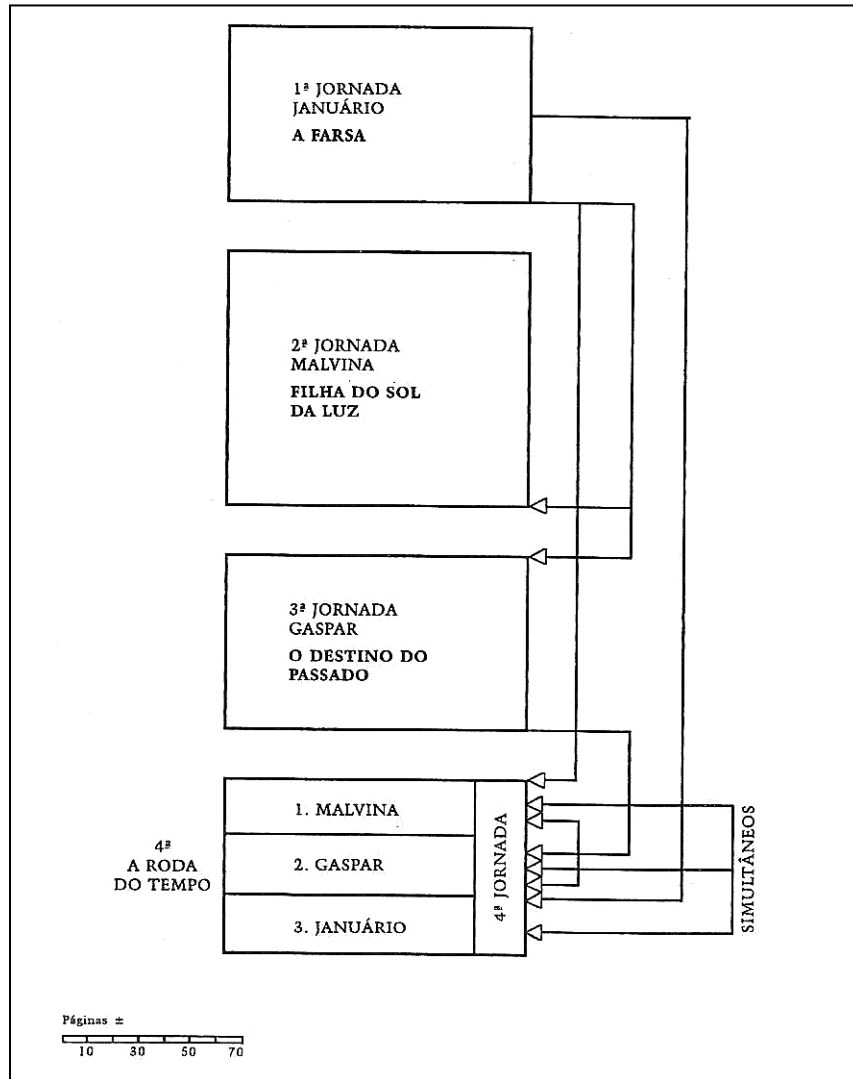 1ª JORNADA
JANUÁRIO
A FARSA
2ª JORNADA
MALVINA
FILHA DO SOL
DA LUZ
3ª JORNADA
GASPAR
O DESTINO DO
PASSADO
4ª
A RODA
DO TEMPO
1. MALVINA
2. GASPAR
3. JANUÁRIO
4ª JORNADA
SIMULTÂNEOS
Páginas ±
10 30 50 70